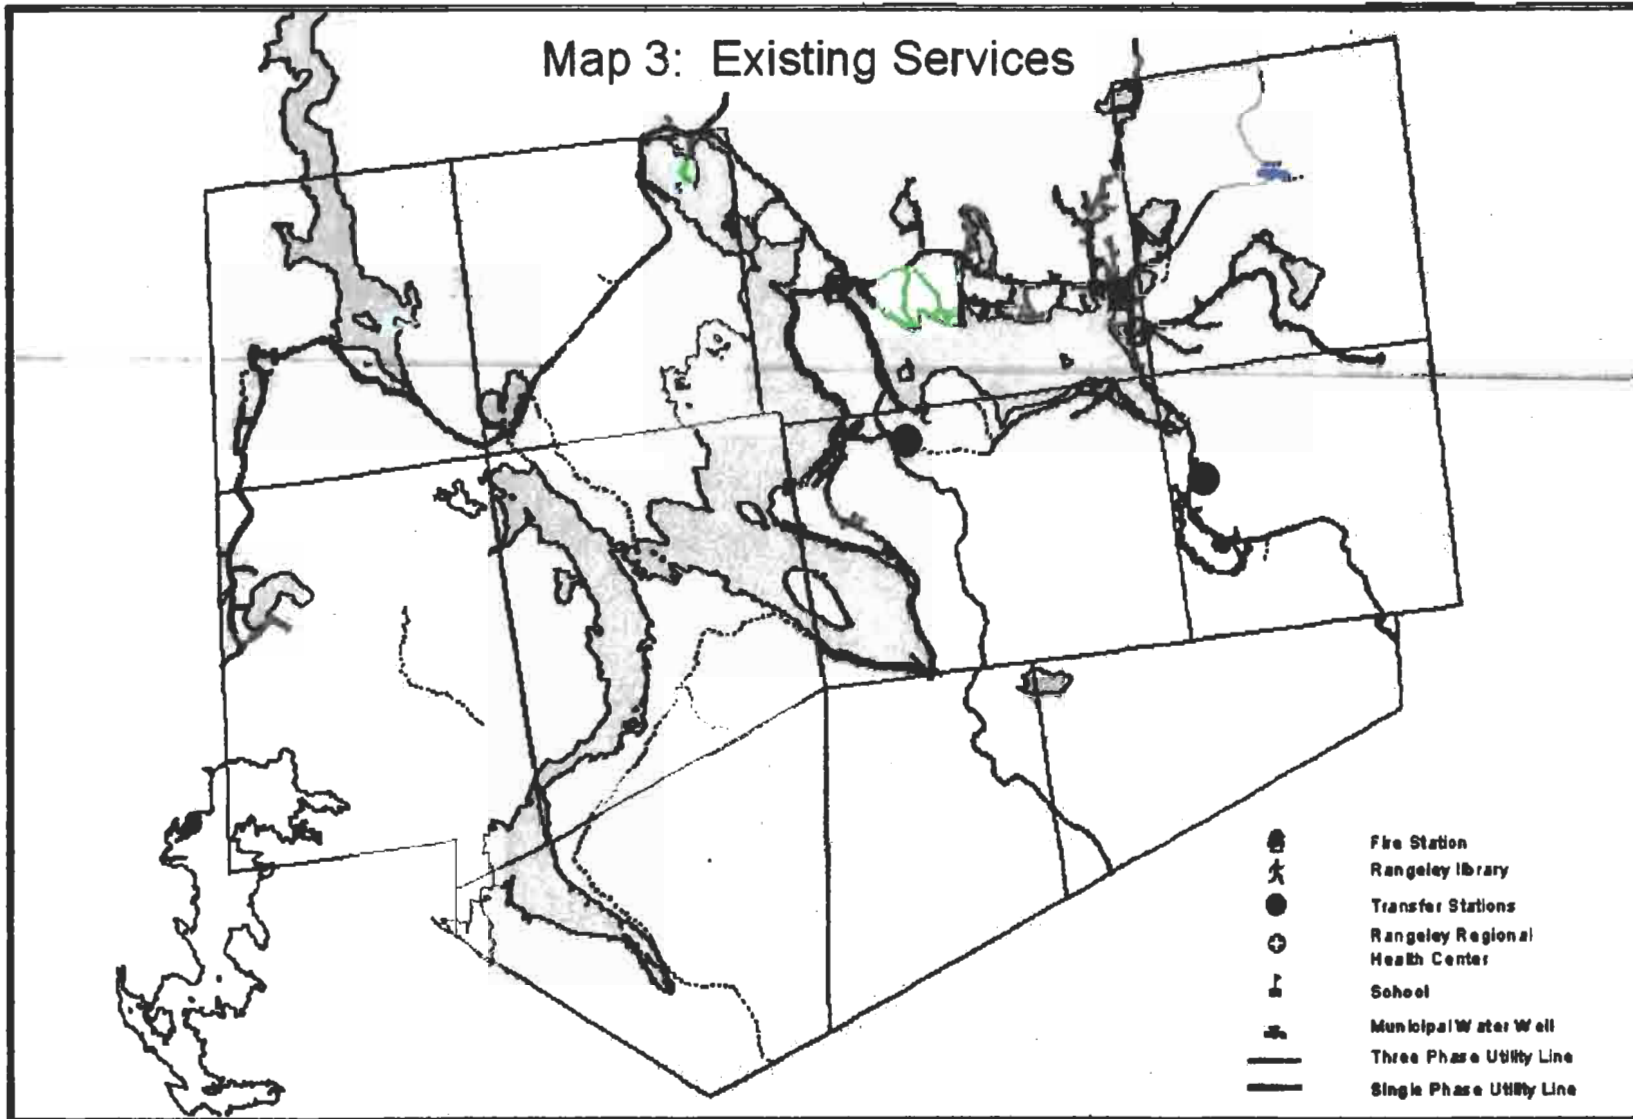 Map 3: Existing Services
Fire Station
Rangeley library
Transfer Stations
Rangeley Regional
Health Center
School
Municipal Water Well
Three Phase Utility Line
Single Phase Utility Line